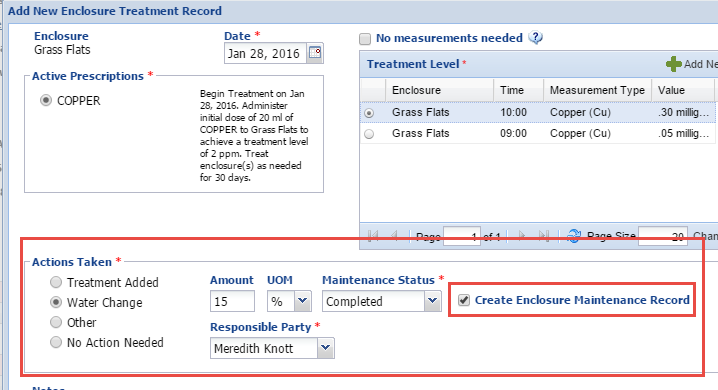 Add New Enclosure Treatment Record
Enclosure
Grass Flats
Date *
Jan 28, 2016
No measurements needed ?
Active Prescriptions *
COPPER
Begin Treatment on Jan
28, 2016. Administer
initial dose of 20 ml of
COPPER to Grass Flats to
achieve a treatment level
of 2 ppm. Treat
enclosure(s) as needed
for 30 days.
Treatment Level *
Add Ne
Enclosure Time Measurement Type Value
Grass Flats 10:00 Copper (Cu) .30 millig...
Grass Flats 09:00 Copper (Cu) .05 millig...
Page 1 of 1 Page Size 20 Chan
Actions Taken *
Treatment Added
Water Change
Other
No Action Needed
Amount UOM Maintenance Status *
15 % Completed
Create Enclosure Maintenance Record
Responsible Party *
Meredith Knott
Notes